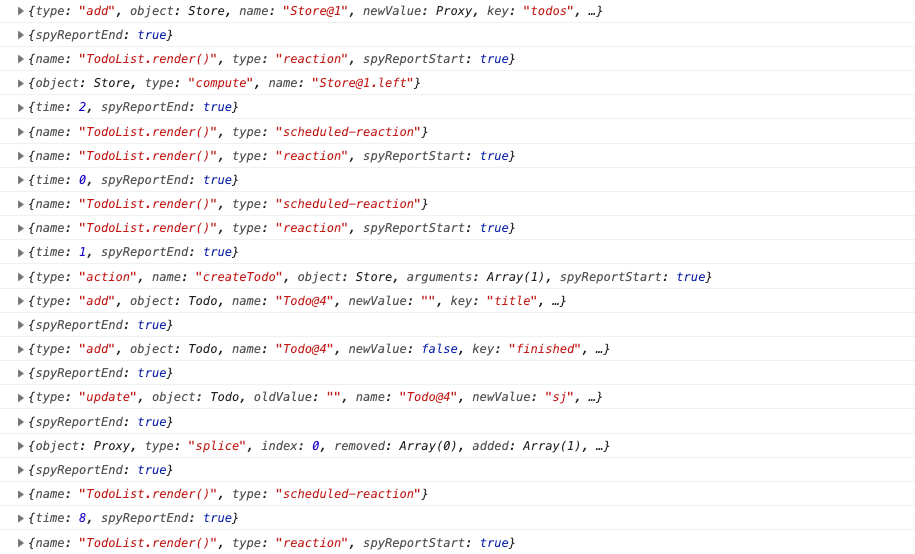 {type: "add", object: Store, name: "Store@1", newValue: Proxy, key: "todos", …}
{spyReportEnd: true}
{name: "TodoList.render()", type: "reaction", spyReportStart: true}
{object: Store, type: "compute", name: "Store@1.left"}
{time: 2, spyReportEnd: true}
{name: "TodoList.render()", type: "scheduled-reaction"}
{name: "TodoList.render()", type: "reaction", spyReportStart: true}
{time: 0, spyReportEnd: true}
{name: "TodoList.render()", type: "scheduled-reaction"}
{name: "TodoList.render()", type: "reaction", spyReportStart: true}
{time: 1, spyReportEnd: true}
{type: "action", name: "createTodo", object: Store, arguments: Array(1), spyReportStart: true}
{type: "add", object: Todo, name: "Todo@4", newValue: "", key: "title", …}
{spyReportEnd: true}
{type: "add", object: Todo, name: "Todo@4", newValue: false, key: "finished", …}
{spyReportEnd: true}
{type: "update", object: Todo, oldValue: "", name: "Todo@4", newValue: "sj", …}
{spyReportEnd: true}
{object: Proxy, type: "splice", index: 0, removed: Array(0), added: Array(1), …}
{spyReportEnd: true}
{name: "TodoList.render()", type: "scheduled-reaction"}
{time: 8, spyReportEnd: true}
{name: "TodoList.render()", type: "reaction", spyReportStart: true}